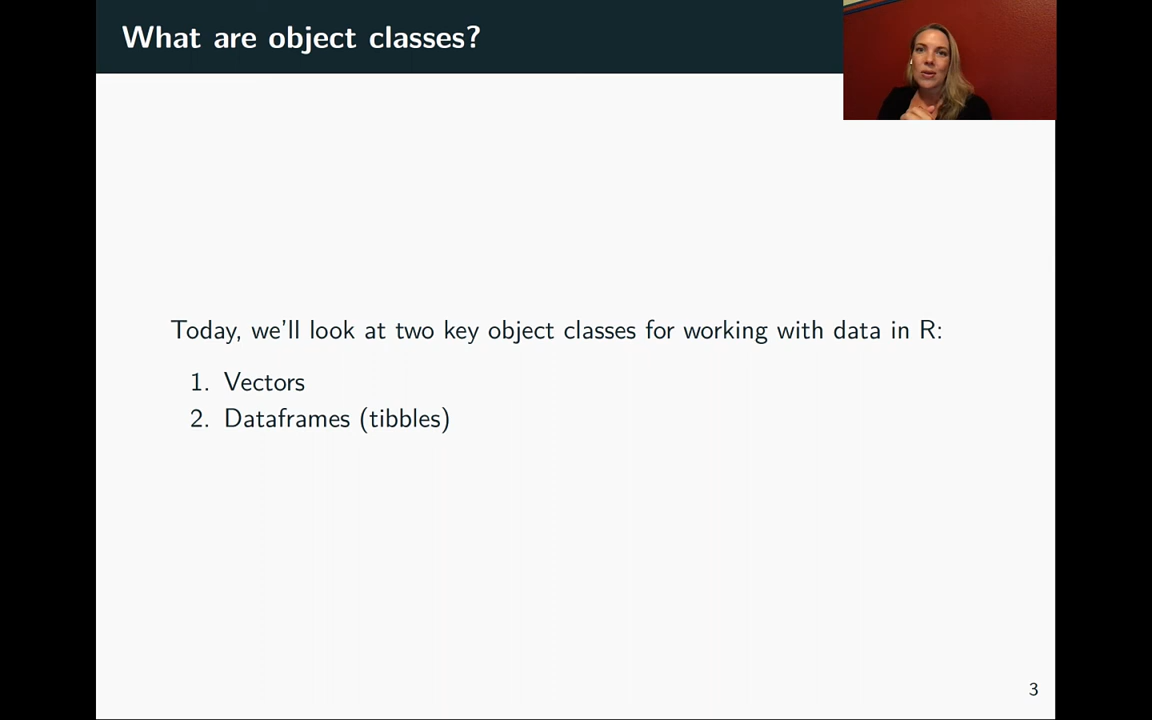 What are object classes?
Today, we'll look at two key object classes for working with data in R:
1. Vectors
2. Dataframes (tibbles)
3